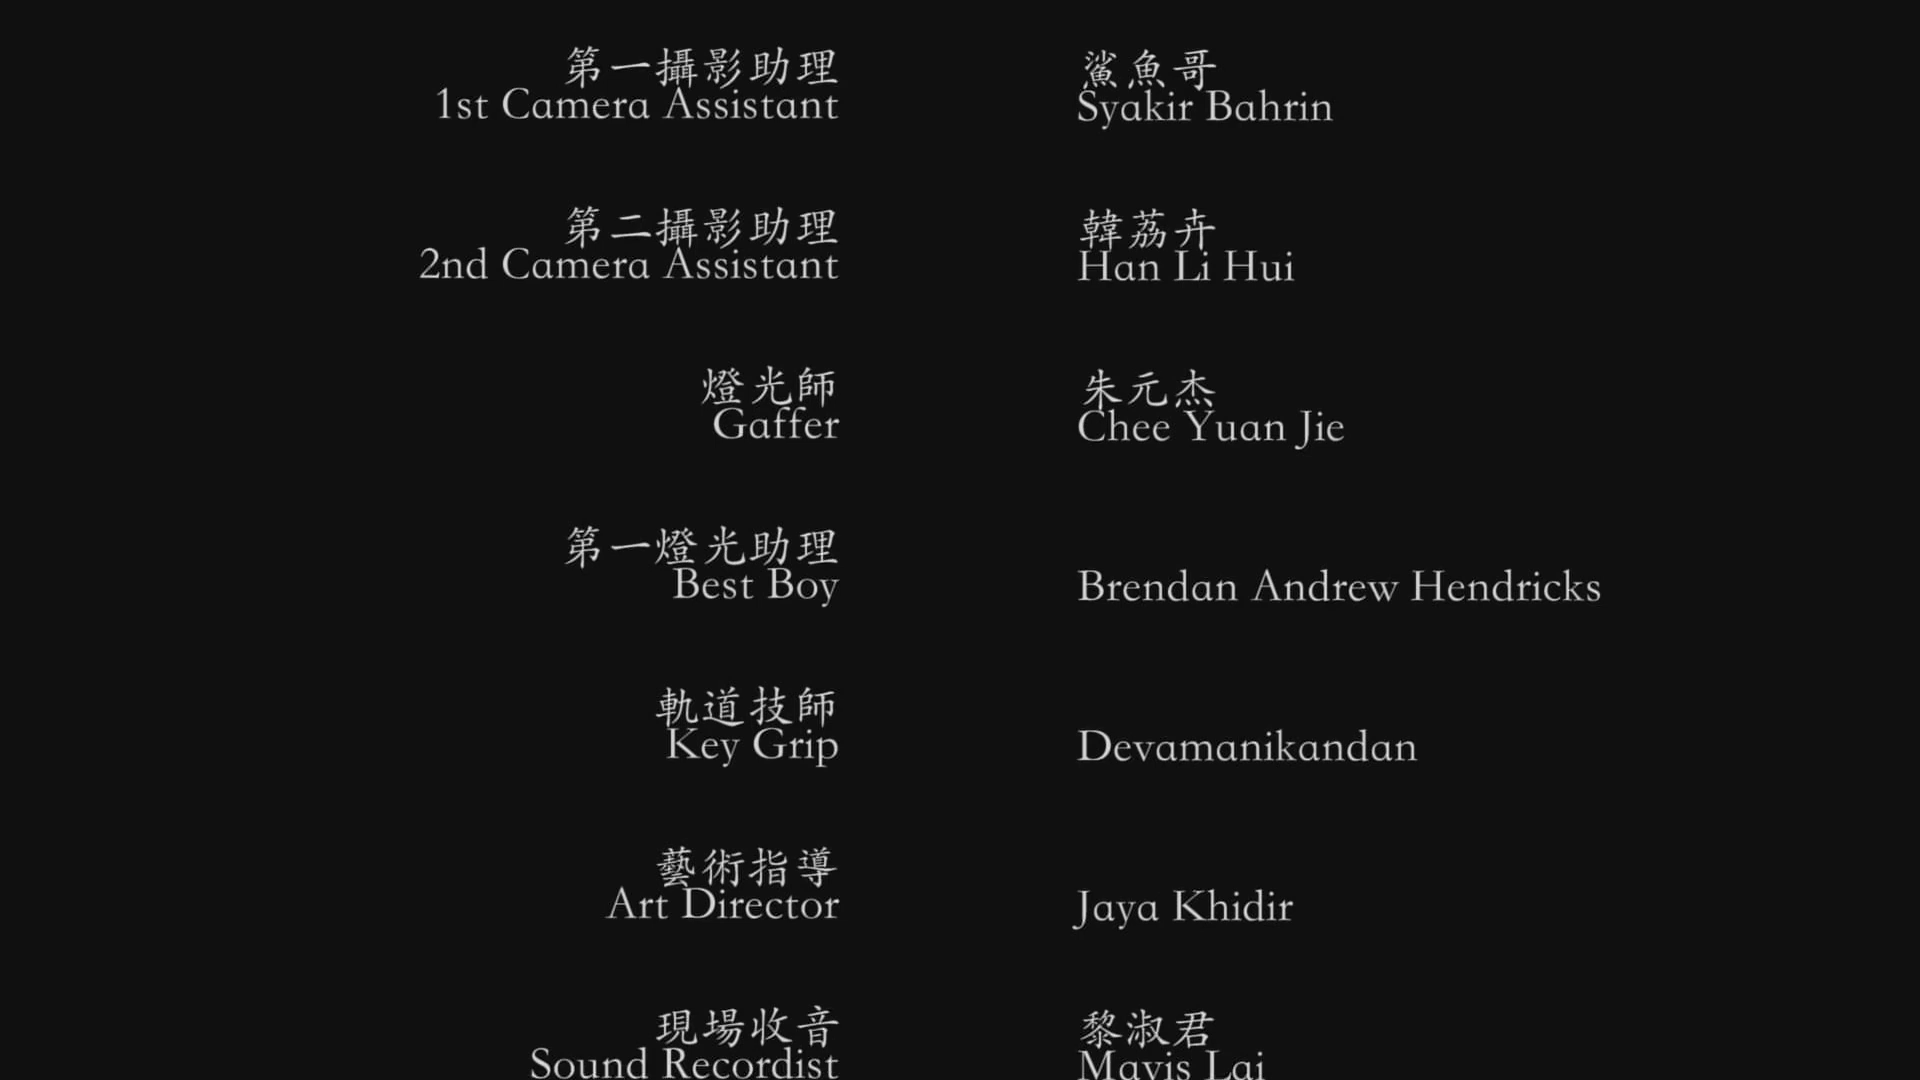 第一攝影助理
1st Camera Assistant
鯊魚哥
Syakir Bahrin
第二攝影助理
2nd Camera Assistant
韓荔卉
Han Li Hui
燈光師
Gaffer
朱元杰
Chee Yuan Jie
第一燈光助理
Best Boy
Brendan Andrew Hendricks
軌道技師
Key Grip
Devamanikandan
藝術指導
Art Director
Jaya Khidir
現場收音
Sound Recordist
黎淑君
Mavis Lai